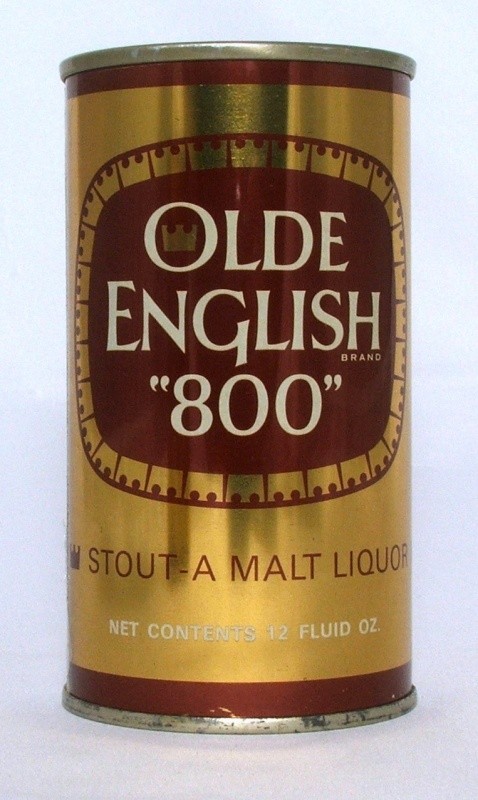 OLDE
ENGLISH
BRAND
“800”
STOUT-A MALT LIQUOR
NET CONTENTS 12 FLUID OZ.